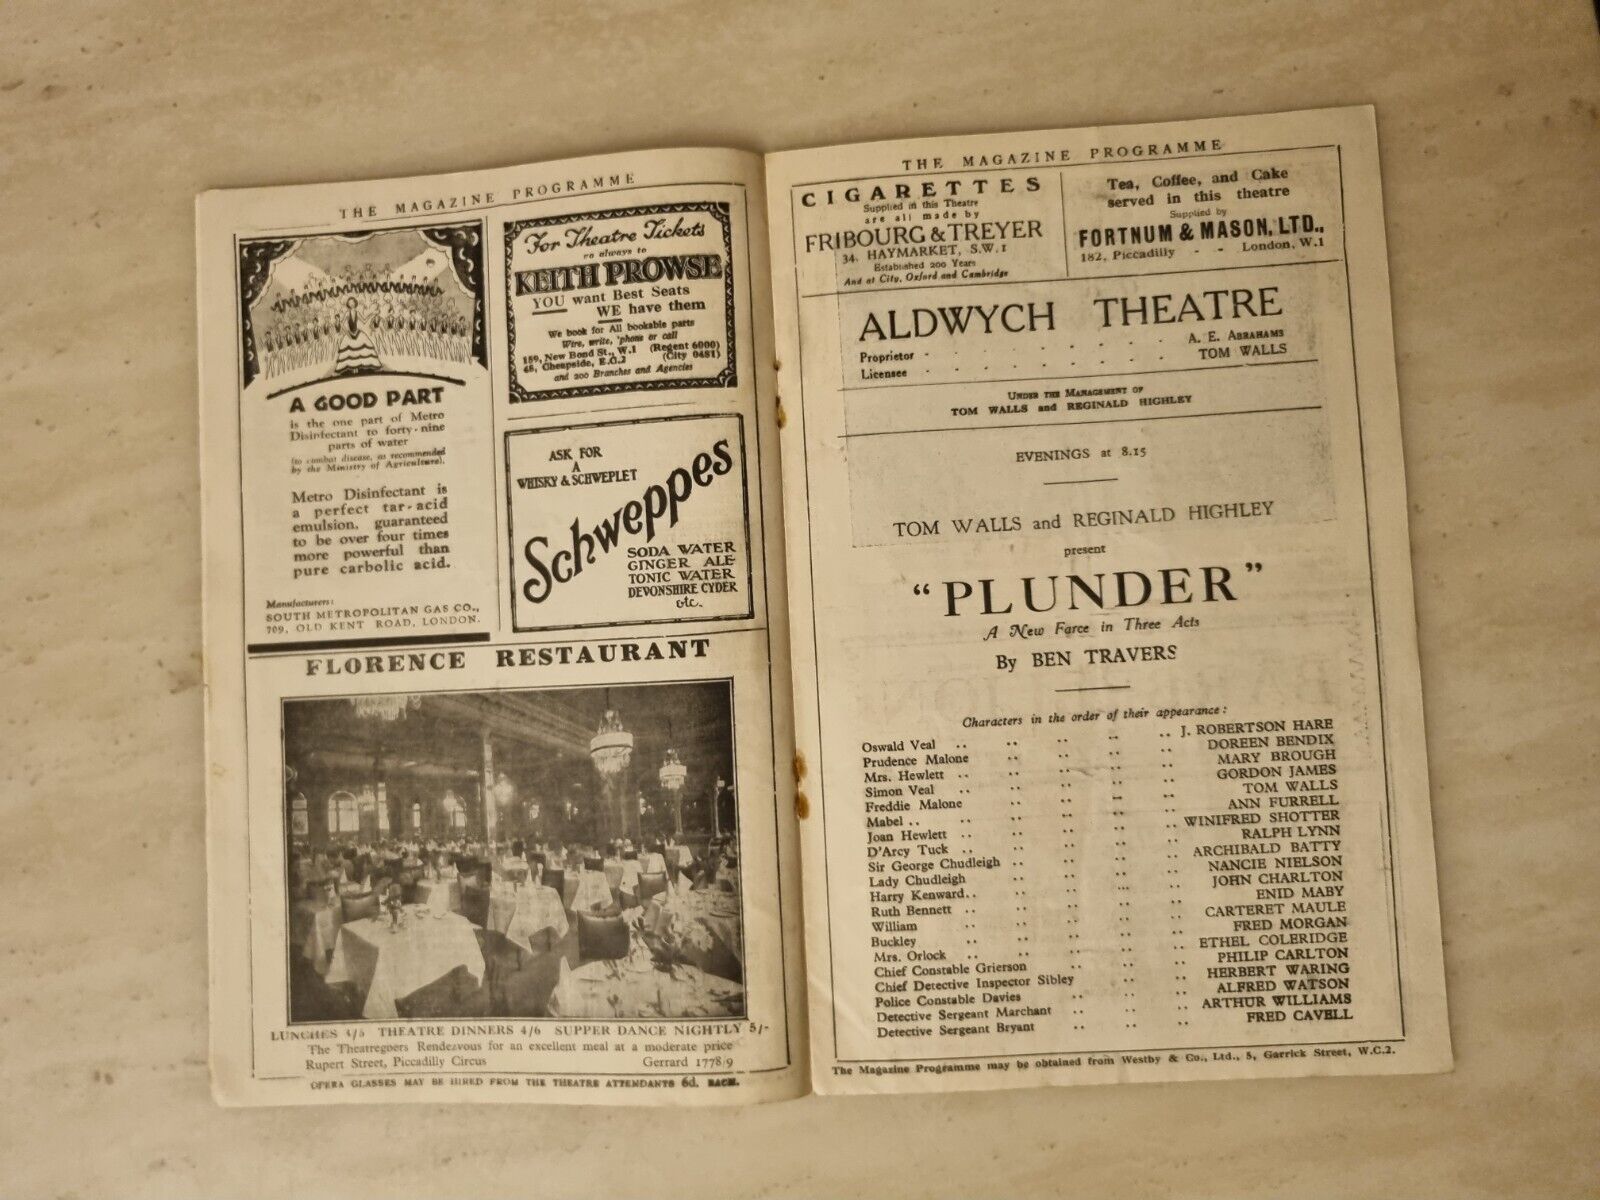 THE MAGAZINE PROGRAMME
A GOOD PART
is the one part of Metro
Disinfectant to forty-nine
parts of water
(to combat disease, as recommended
by the Ministry of Agriculture).
Metro Disinfectant is
a perfect tar-acid
emulsion, guaranteed
to be over four times
more powerful than
pure carbolic acid.
Manufacturers:
SOUTH METROPOLITAN GAS CO.,
709, OLD KENT ROAD, LONDON.
For Theatre Tickets
go always to
KEITH PROWSE
YOU want Best Seats
WE have them
We book for All bookable parts
Wire, write, 'phone or call
159, New Bond St., W.1 (Regent 6000)
48, Cheapside, E.C.2 (City 0481)
and 200 Branches and Agencies
ASK FOR
A
WHISKY & SCHWEPLET
Schweppes
SODA WATER
GINGER ALE
TONIC WATER
DEVONSHIRE CYDER
etc.
FLORENCE RESTAURANT
LUNCHES 4/6 THEATRE DINNERS 4/6 SUPPER DANCE NIGHTLY 5/-
The Theatregoers Rendezvous for an excellent meal at a moderate price
Rupert Street, Piccadilly Circus Gerrard 1778/9
OPERA GLASSES MAY BE HIRED FROM THE THEATRE ATTENDANTS 6d. EACH.
THE MAGAZINE PROGRAMME
CIGARETTES
Supplied in this Theatre
are all made by
FRIBOURG & TREYER
34, HAYMARKET, S.W.1
Established 200 Years
And at City, Oxford and Cambridge
Tea, Coffee, and Cake
served in this theatre
Supplied by
FORTNUM & MASON, LTD.,
182, Piccadilly - - London, W.1
ALDWYCH THEATRE
Proprietor - - - - - - - - A. E. ABRAHAMS
Licensee - - - - - - - - TOM WALLS
UNDER THE MANAGEMENT OF
TOM WALLS and REGINALD HIGHLEY
EVENINGS at 8.15
TOM WALLS and REGINALD HIGHLEY
present
"PLUNDER"
A New Farce in Three Acts
By BEN TRAVERS
Characters in the order of their appearance:
Oswald Veal .. .. .. .. .. J. ROBERTSON HARE
Prudence Malone .. .. .. .. DOREEN BENDIX
Mrs. Hewlett .. .. .. .. .. MARY BROUGH
Simon Veal .. .. .. .. .. GORDON JAMES
Freddie Malone .. .. .. .. TOM WALLS
Mabel .. .. .. .. .. ANN FURRELL
Joan Hewlett .. .. .. .. .. WINIFRED SHOTTER
D'Arcy Tuck .. .. .. .. .. RALPH LYNN
Sir George Chudleigh .. .. .. .. .. ARCHIBALD BATTY
Lady Chudleigh .. .. .. .. NANCIE NIELSON
Harry Kenward .. .. .. .. .. JOHN CHARLTON
Ruth Bennett .. .. .. .. .. ENID MABY
William .. .. .. .. CARTERET MAULE
Buckley .. .. .. .. .. FRED MORGAN
Mrs. Orlock .. .. .. .. .. ETHEL COLERIDGE
Chief Constable Grierson .. .. .. PHILIP CARLTON
Chief Detective Inspector Sibley .. .. .. HERBERT WARING
Police Constable Davies .. .. .. ALFRED WATSON
Detective Sergeant Marchant .. .. .. ARTHUR WILLIAMS
Detective Sergeant Bryant .. .. .. FRED CAVELL
The Magazine Programme may be obtained from Westby & Co., Ltd., 5, Garrick Street, W.C.2.